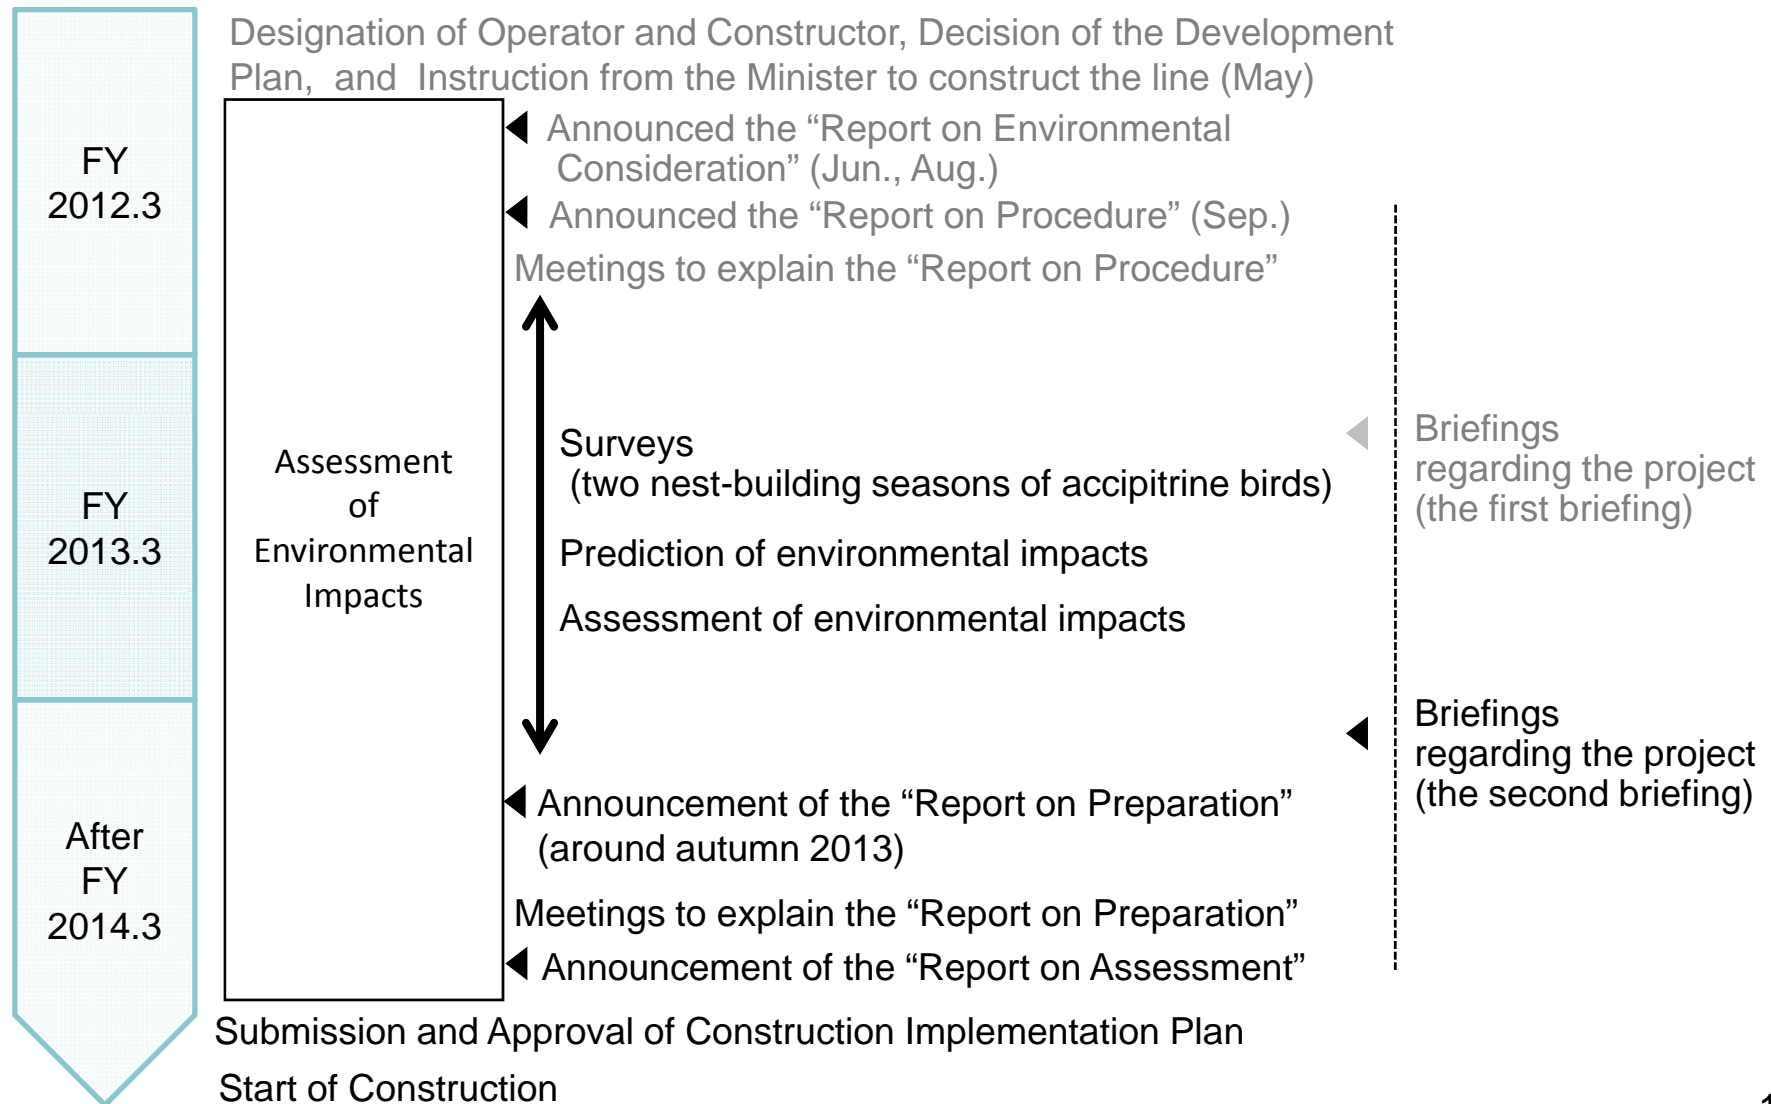 Designation of Operator and Constructor, Decision of the Development
Plan, and Instruction from the Minister to construct the line (May)
FY
2012.3
Announced the “Report on Environmental
Consideration” (Jun., Aug.)
Announced the “Report on Procedure” (Sep.)
Meetings to explain the “Report on Procedure”
FY
2013.3
Assessment
of
Environmental
Impacts
Surveys
(two nest-building seasons of accipitrine birds)
Prediction of environmental impacts
Assessment of environmental impacts
Briefings
regarding the project
(the first briefing)
Briefings
regarding the project
(the second briefing)
After
FY
2014.3
Announcement of the “Report on Preparation”
(around autumn 2013)
Meetings to explain the “Report on Preparation”
Announcement of the “Report on Assessment”
Submission and Approval of Construction Implementation Plan
Start of Construction